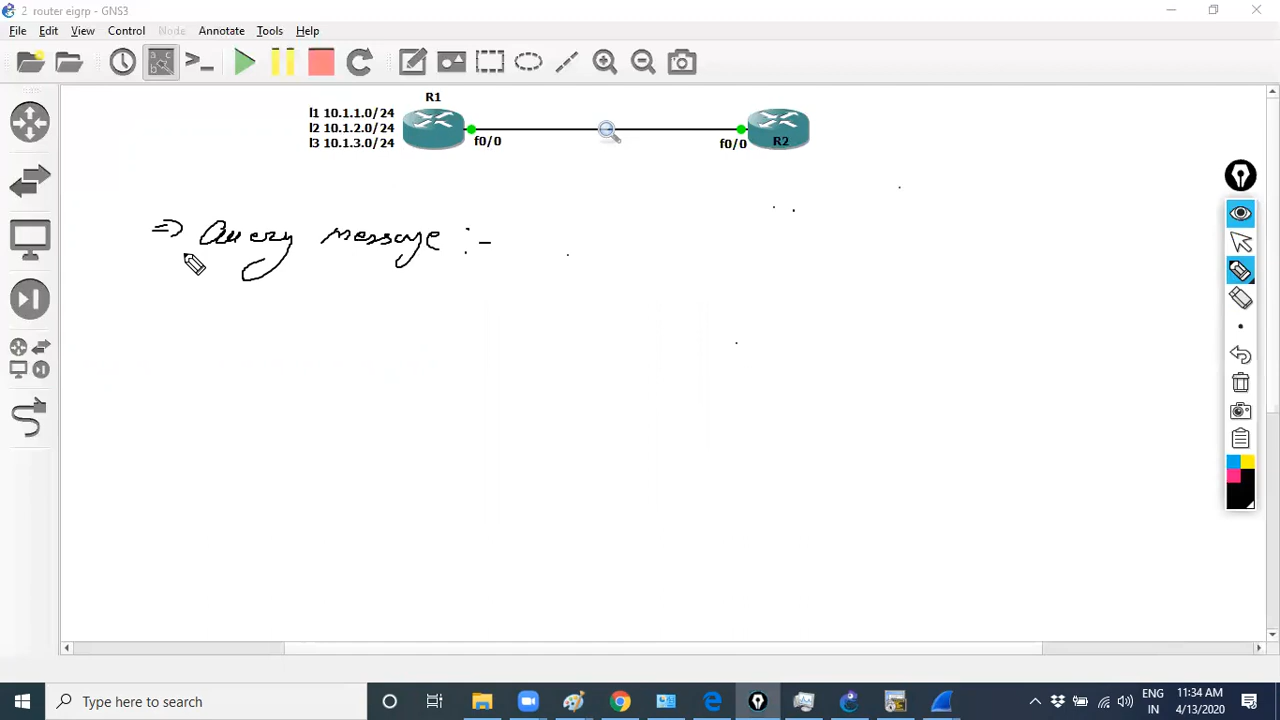 2 router eigrp - GNS3
File Edit View Control Node Annotate Tools Help
R1
l1 10.1.1.0/24
l2 10.1.2.0/24
l3 10.1.3.0/24
f0/0
f0/0
R2
=> Query message :-
Type here to search
ENG
IN
11:34 AM
4/13/2020